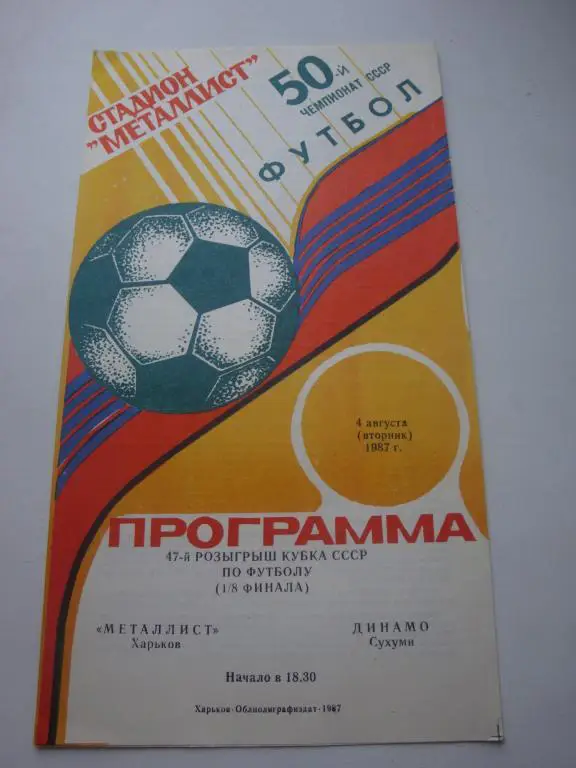 СТАДИОН
"МЕТАЛЛИСТ"
50-й
ЧЕМПИОНАТ СССР
ФУТБОЛ
4 августа
(вторник)
1987 г.
ПРОГРАММА
47-й РОЗЫГРЫШ КУБКА СССР
ПО ФУТБОЛУ
(1/8 ФИНАЛА)
«МЕТАЛЛИСТ» ДИНАМО
Харьков Сухуми
Начало в 18.30
Харьков-Облполиграфиздат-1987